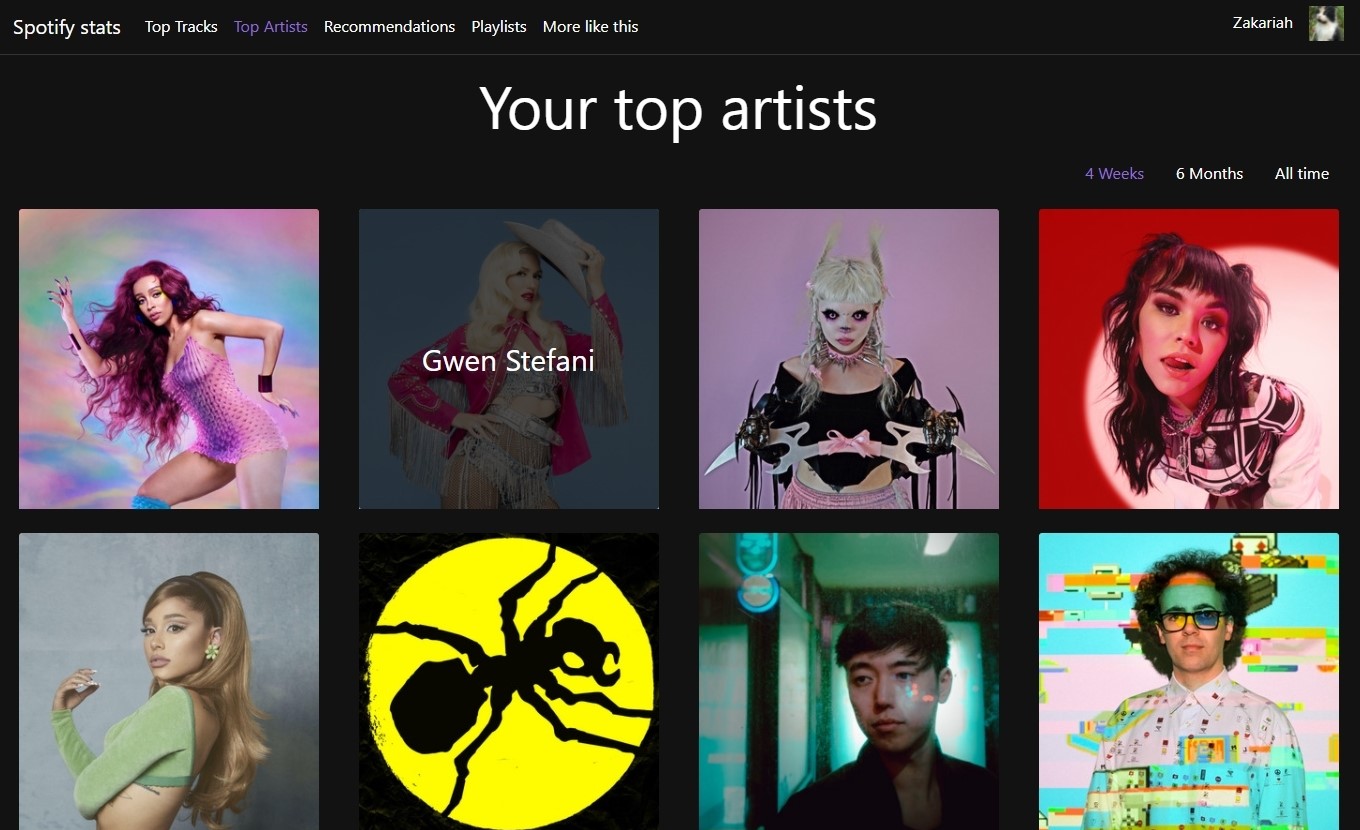 Spotify stats Top Tracks Top Artists Recommendations Playlists More like this Zakariah
Your top artists
4 Weeks 6 Months All time
Gwen Stefani